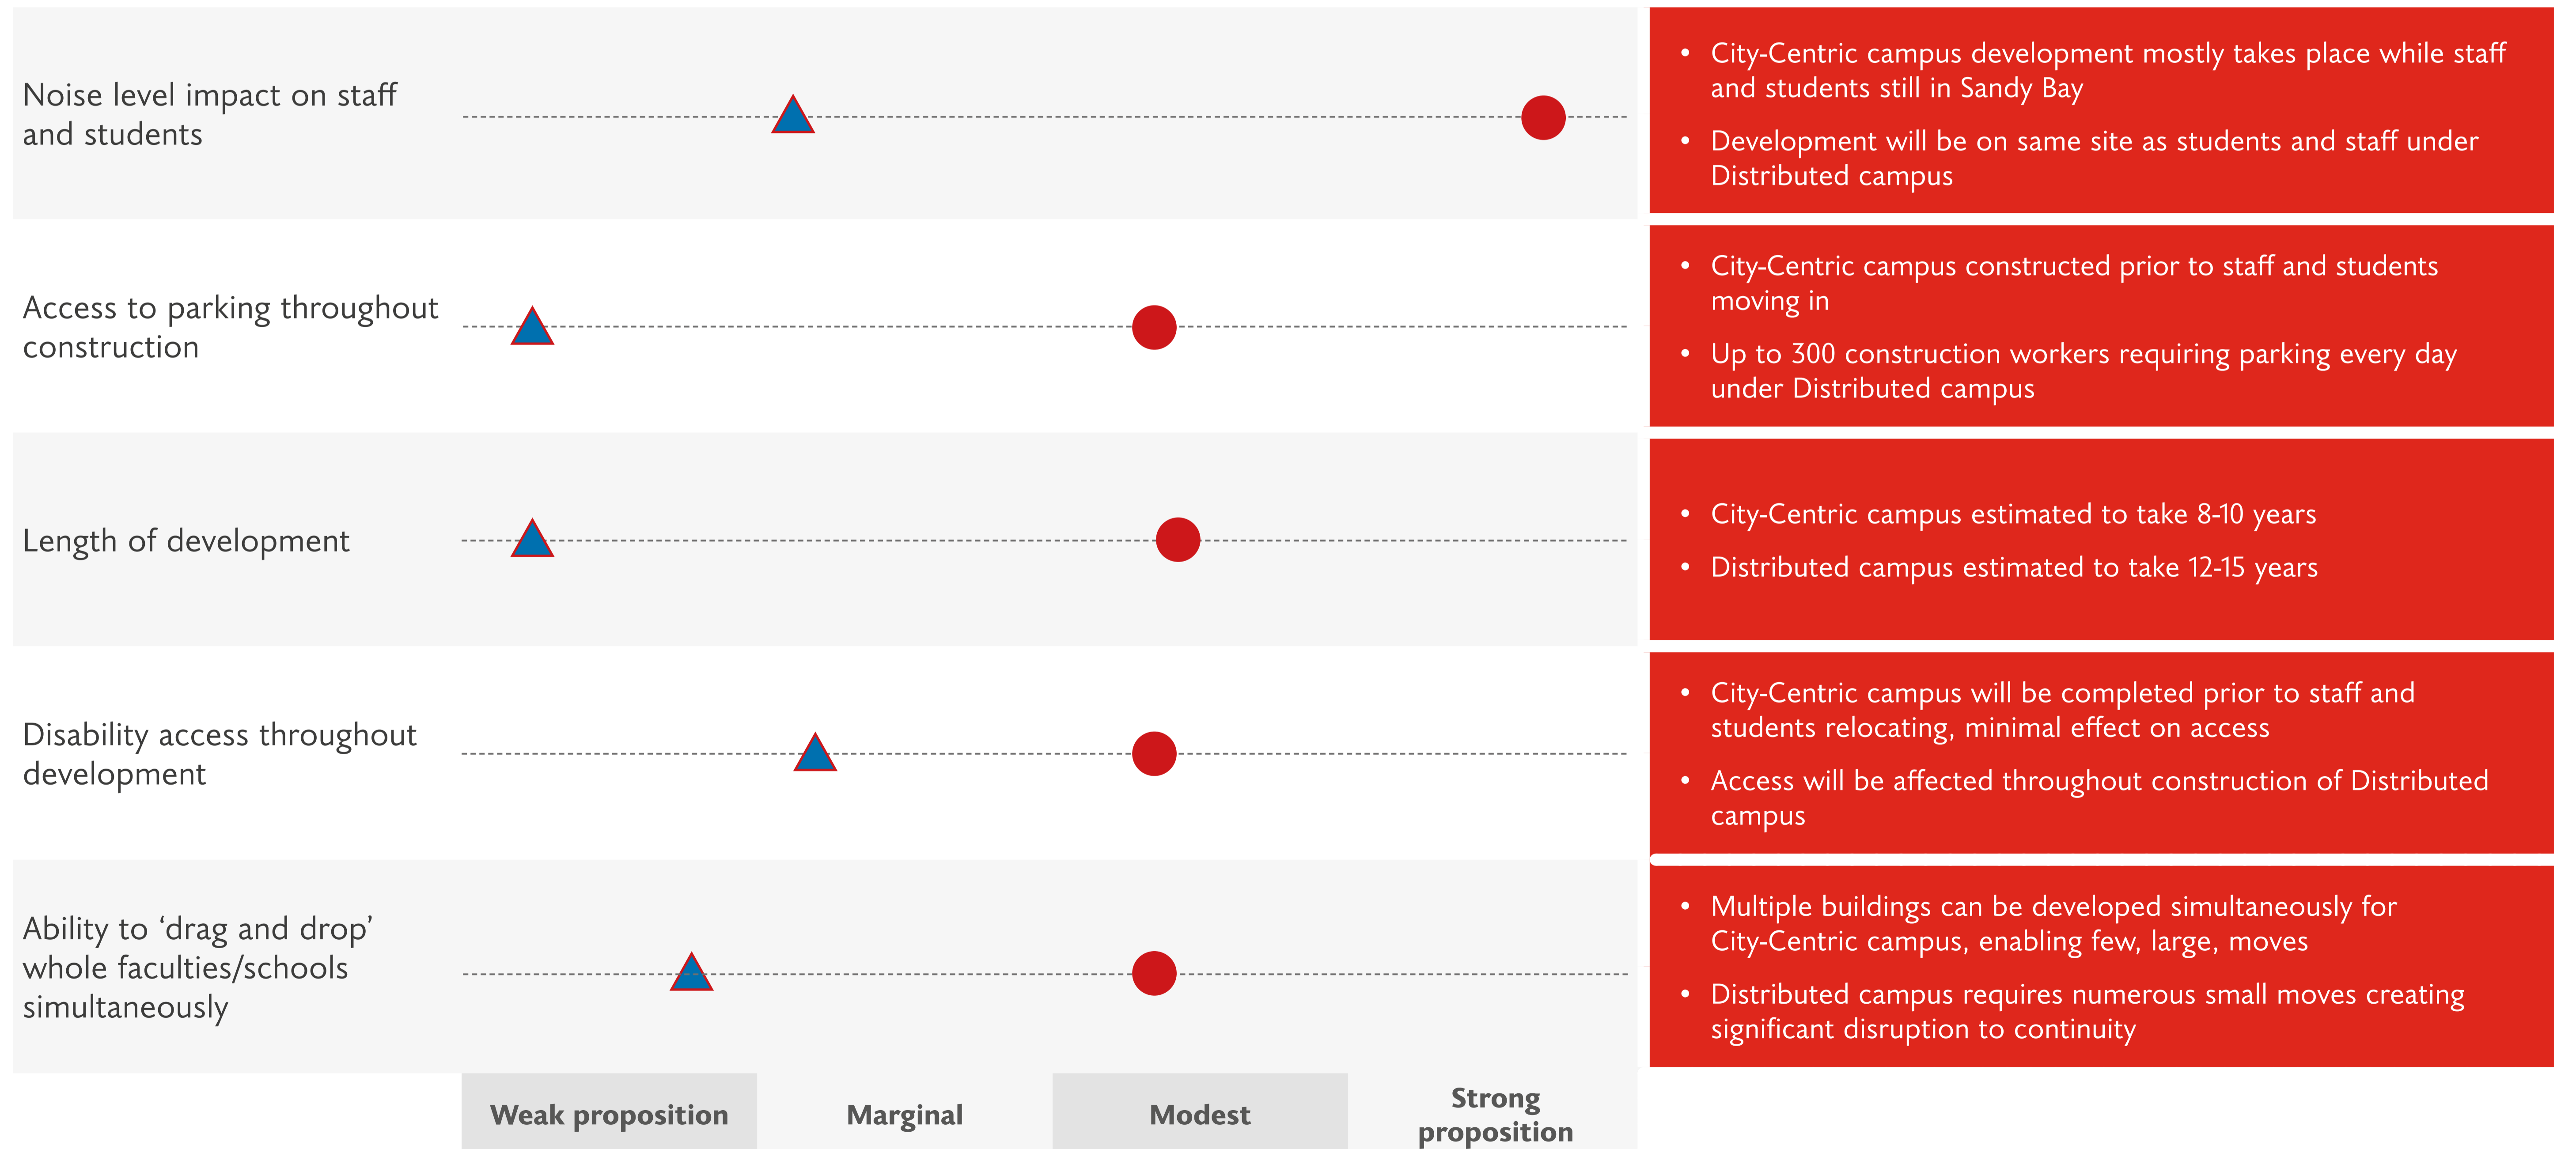 Noise level impact on staff
and students
• City-Centric campus development mostly takes place while staff
and students still in Sandy Bay
• Development will be on same site as students and staff under
Distributed campus
Access to parking throughout
construction
• City-Centric campus constructed prior to staff and students
moving in
• Up to 300 construction workers requiring parking every day
under Distributed campus
Length of development
• City-Centric campus estimated to take 8-10 years
• Distributed campus estimated to take 12-15 years
Disability access throughout
development
• City-Centric campus will be completed prior to staff and
students relocating, minimal effect on access
• Access will be affected throughout construction of Distributed
campus
Ability to ‘drag and drop’
whole faculties/schools
simultaneously
• Multiple buildings can be developed simultaneously for
City-Centric campus, enabling few, large, moves
• Distributed campus requires numerous small moves creating
significant disruption to continuity
Weak proposition
Marginal
Modest
Strong
proposition